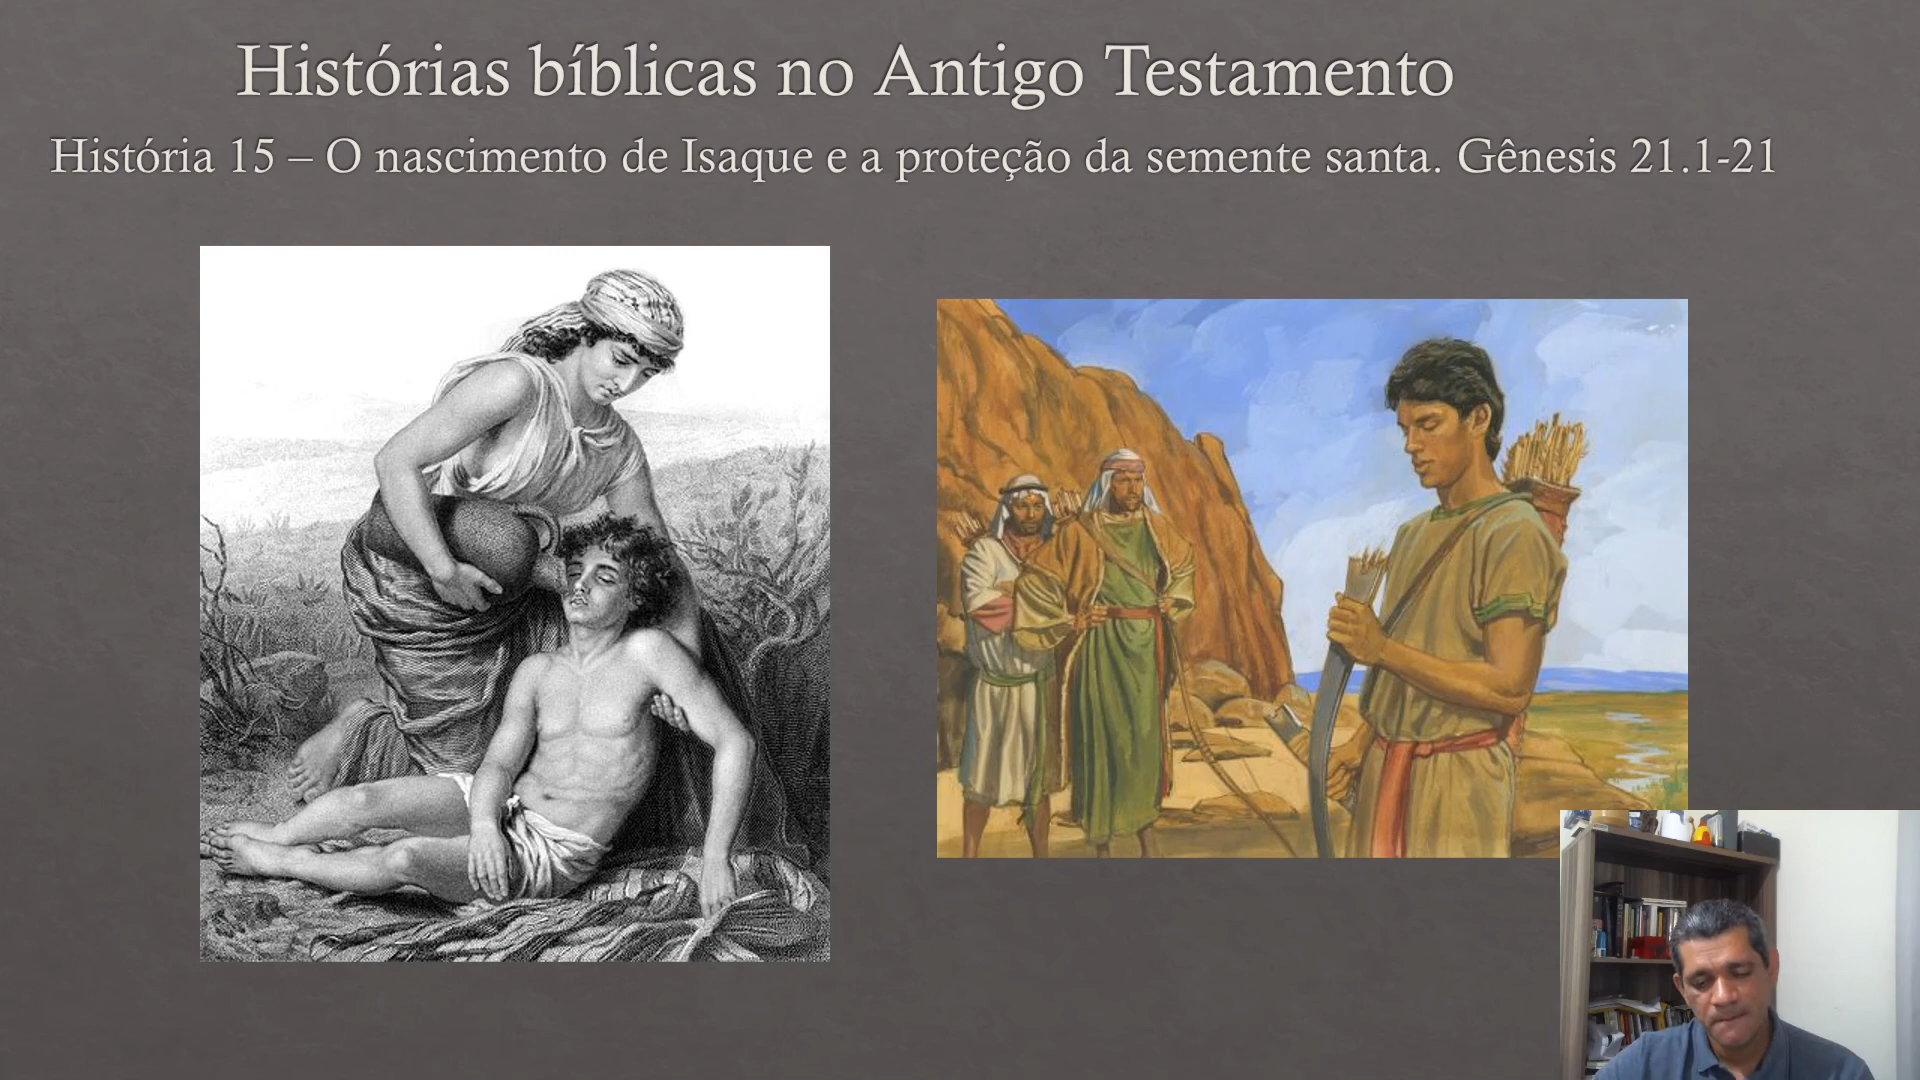 Histórias bíblicas no Antigo Testamento
História 15 – O nascimento de Isaque e a proteção da semente santa. Gênesis 21.1-21